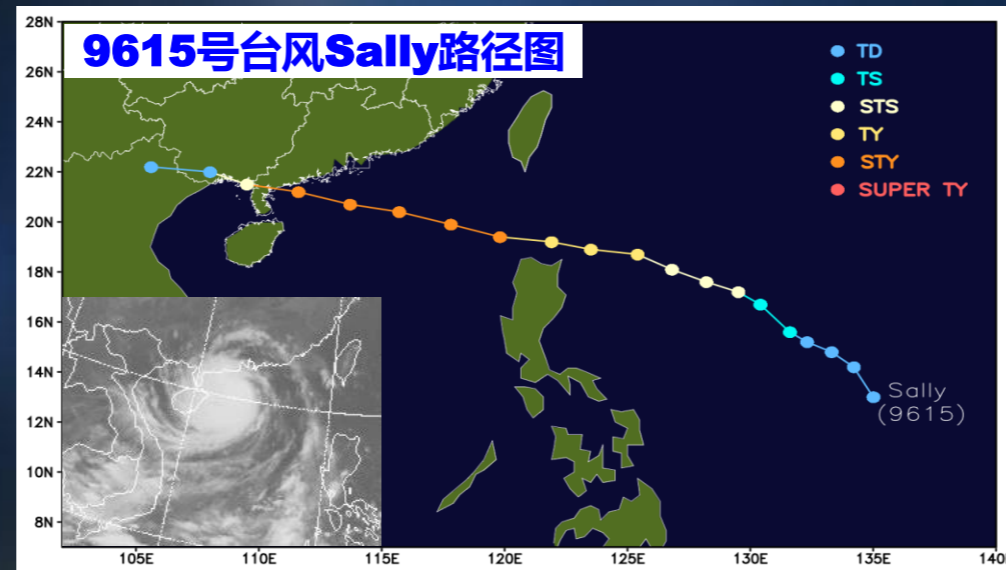 28N
9615号台风Sally路径图
26N
24N
22N
20N
18N
16N
14N
12N
10N
8N
TD
TS
STS
TY
STY
SUPER TY
Sally
(9615)
105E
110E
115E
120E
125E
130E
135E
140